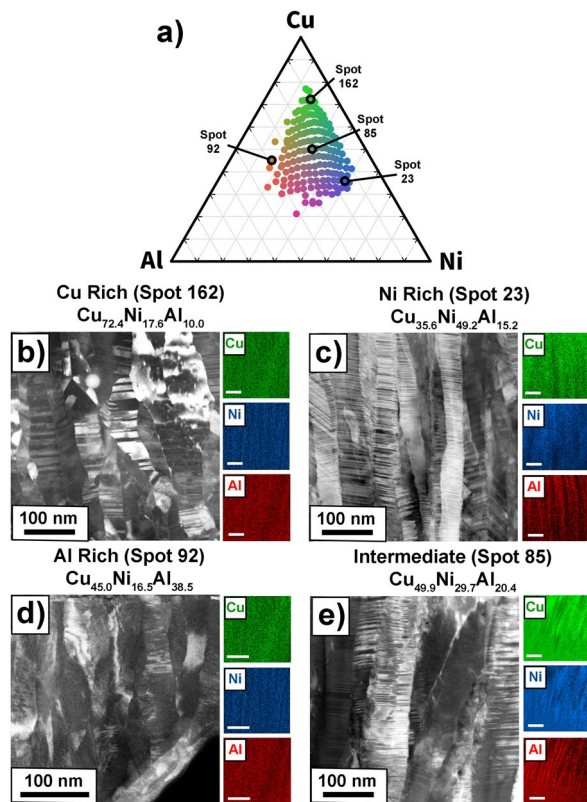 a)
Cu
Spot
162
Spot
85
Spot
92
Spot
23
Al
Ni
Cu Rich (Spot 162)
Cu72.4Ni17.6Al10.0
Ni Rich (Spot 23)
Cu35.6Ni49.2Al15.2
b)
Cu
Ni
Al
100 nm
c)
Cu
Ni
Al
100 nm
Al Rich (Spot 92)
Cu45.0Ni16.5Al38.5
Intermediate (Spot 85)
Cu49.9Ni29.7Al20.4
d)
Cu
Ni
Al
100 nm
e)
Cu
Ni
Al
100 nm